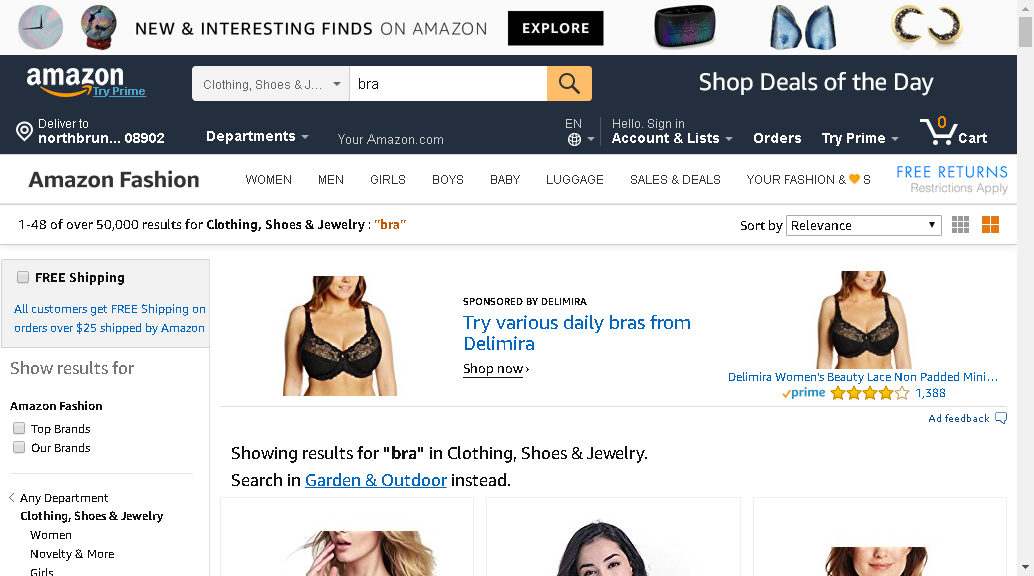 NEW & INTERESTING FINDS ON AMAZON
EXPLORE
amazon
Try Prime
Clothing, Shoes & J...
bra
Shop Deals of the Day
Deliver to
northbrun... 08902
Departments
Your Amazon.com
EN
Hello. Sign in
Account & Lists
Orders
Try Prime
0
Cart
Amazon Fashion
WOMEN
MEN
GIRLS
BOYS
BABY
LUGGAGE
SALES & DEALS
YOUR FASHION & 🧡 S
FREE RETURNS
Restrictions Apply
1-48 of over 50,000 results for Clothing, Shoes & Jewelry : "bra"
Sort by
Relevance
FREE Shipping
All customers get FREE Shipping on
orders over $25 shipped by Amazon
Show results for
Amazon Fashion
Top Brands
Our Brands
Any Department
Clothing, Shoes & Jewelry
Women
Novelty & More
Girls
SPONSORED BY DELIMIRA
Try various daily bras from
Delimira
Shop now ›
Delimira Women's Beauty Lace Non Padded Mini...
prime
1,388
Ad feedback
Showing results for "bra" in Clothing, Shoes & Jewelry.
Search in Garden & Outdoor instead.